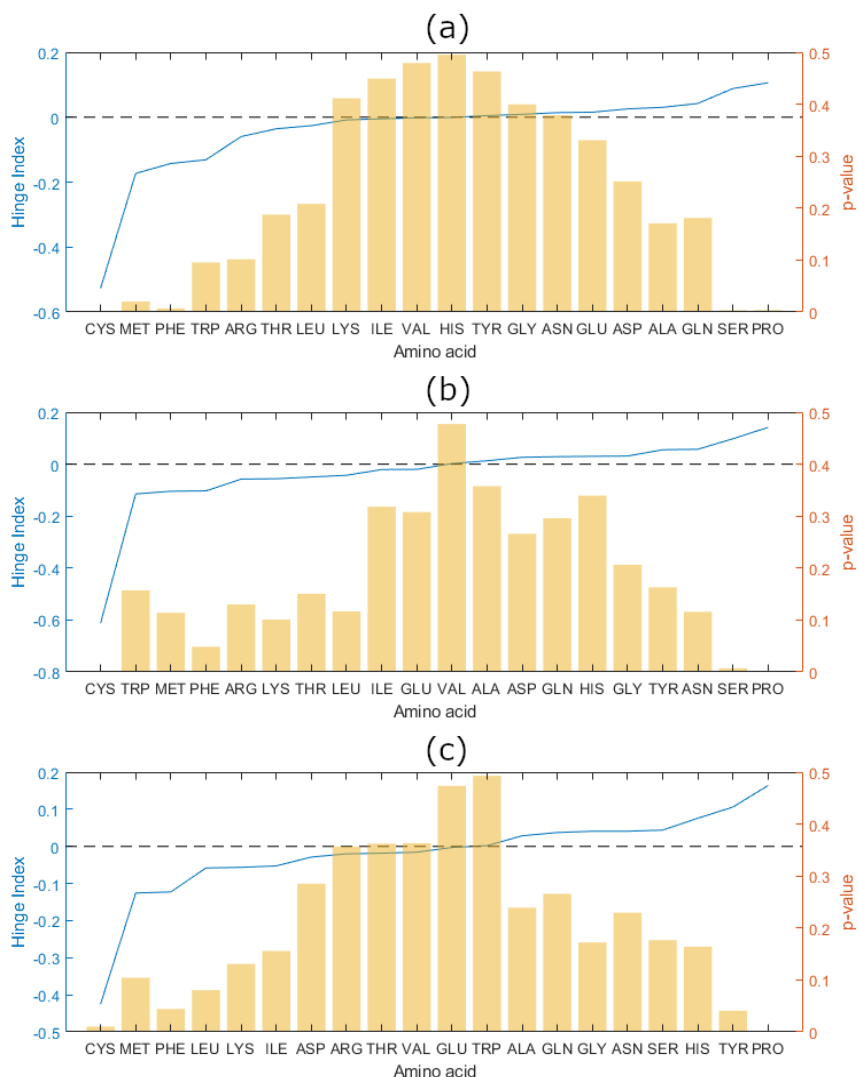 (a)
0.2 0.5
0 0.4
-0.2 0.3
0.2
-0.4 0.1
-0.6 0
Hinge Index
p-value
CYS MET PHE TRP ARG THR LEU LYS ILE VAL HIS TYR GLY ASN GLU ASP ALA GLN SER PRO
Amino acid
(b)
0.2 0.5
0 0.4
-0.2 0.3
-0.4 0.2
-0.6 0.1
-0.8 0
Hinge Index
p-value
CYS TRP MET PHE ARG LYS THR LEU ILE GLU VAL ALA ASP GLN HIS GLY TYR ASN SER PRO
Amino acid
(c)
0.2 0.5
0.1 0.4
0
-0.1 0.3
-0.2 0.2
-0.3
-0.4 0.1
-0.5 0
Hinge Index
p-value
CYS MET PHE LEU LYS ILE ASP ARG THR VAL GLU TRP ALA GLN GLY ASN SER HIS TYR PRO
Amino acid